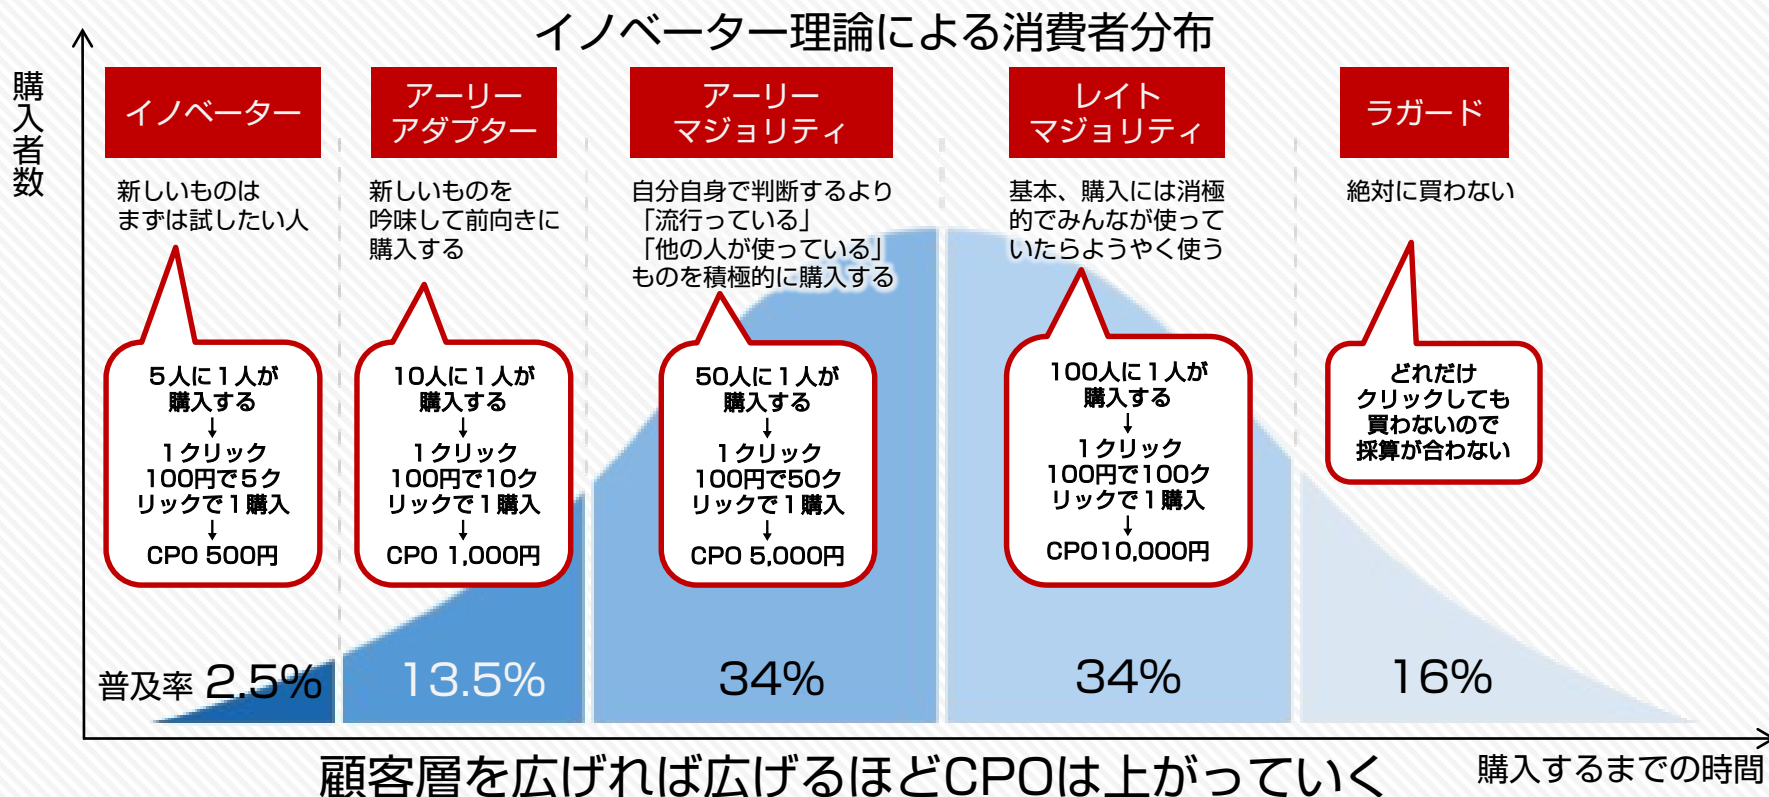 イノベーター理論による消費者分布
購入者数
イノベーター
新しいものは
まずは試したい人
5人に1人が
購入する
↓
1クリック
100円で5ク
リックで1購入
↓
CPO 500円
アーリー
アダプター
新しいものを
吟味して前向きに
購入する
10人に1人が
購入する
↓
1クリック
100円で10ク
リックで1購入
↓
CPO 1,000円
アーリー
マジョリティ
自分自身で判断するより
「流行っている」
「他の人が使っている」
ものを積極的に購入する
50人に1人が
購入する
↓
1クリック
100円で50ク
リックで1購入
↓
CPO 5,000円
レイト
マジョリティ
基本、購入には消極
的でみんなが使って
いたらようやく使う
100人に1人が
購入する
↓
1クリック
100円で100ク
リックで1購入
↓
CPO10,000円
ラガード
絶対に買わない
どれだけ
クリックしても
買わないので
採算が合わない
普及率 2.5%
13.5%
34%
34%
16%
顧客層を広げれば広げるほどCPOは上がっていく
購入するまでの時間